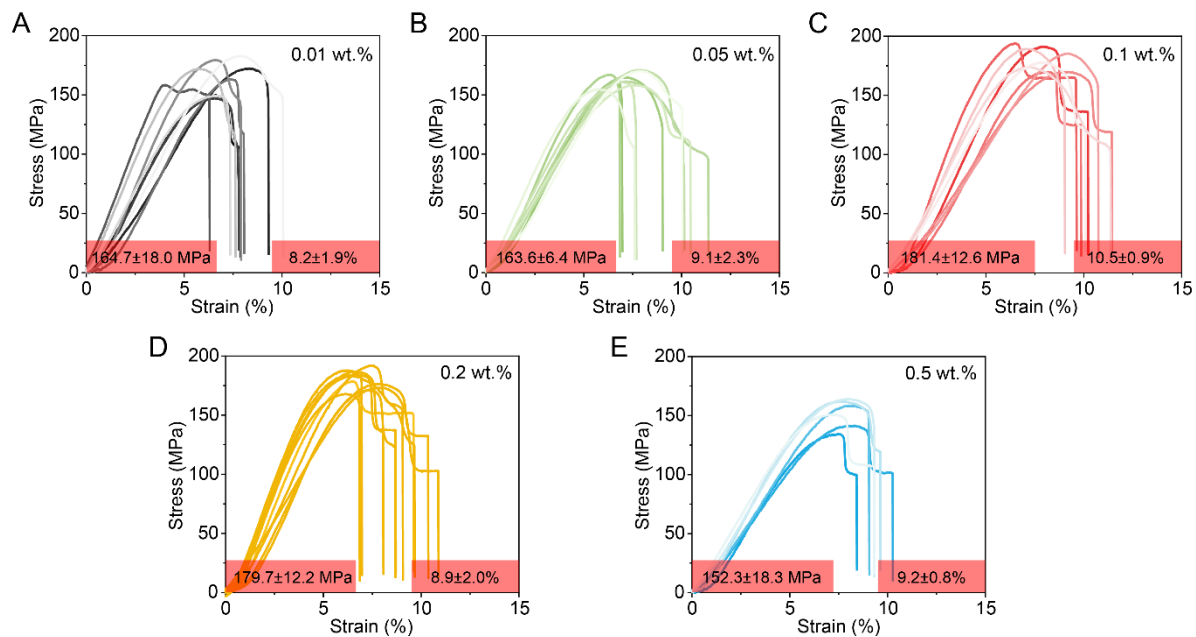 A
0.01 wt.%
200
150
100
50
0
Stress (MPa)
164.7±18.0 MPa
8.2±1.9%
0
5
10
15
Strain (%)
B
0.05 wt.%
200
150
100
50
0
Stress (MPa)
163.6±6.4 MPa
9.1±2.3%
0
5
10
15
Strain (%)
C
0.1 wt.%
200
150
100
50
0
Stress (MPa)
181.4±12.6 MPa
10.5±0.9%
0
5
10
15
Strain (%)
D
0.2 wt.%
200
150
100
50
0
Stress (MPa)
179.7±12.2 MPa
8.9±2.0%
0
5
10
15
Strain (%)
E
0.5 wt.%
200
150
100
50
0
Stress (MPa)
152.3±18.3 MPa
9.2±0.8%
0
5
10
15
Strain (%)